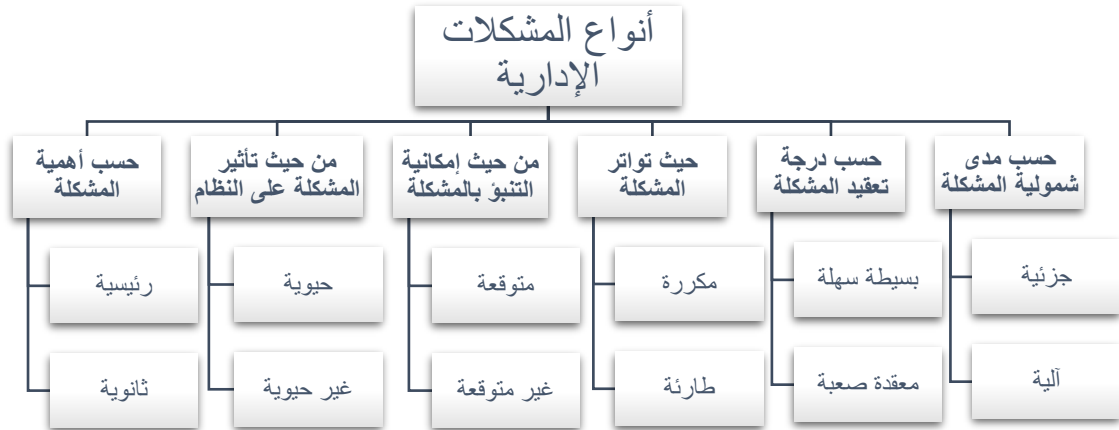 أنواع المشكلات
الإدارية
حسب مدى
شمولية المشكلة
جزئية
آلية
حسب درجة
تعقيد المشكلة
بسيطة سهلة
معقدة صعبة
حيث تواتر
المشكلة
مكررة
طارئة
من حيث إمكانية
التنبؤ بالمشكلة
متوقعة
غير متوقعة
من حيث تأثير
المشكلة على النظام
حيوية
غير حيوية
حسب أهمية
المشكلة
رئيسية
ثانوية